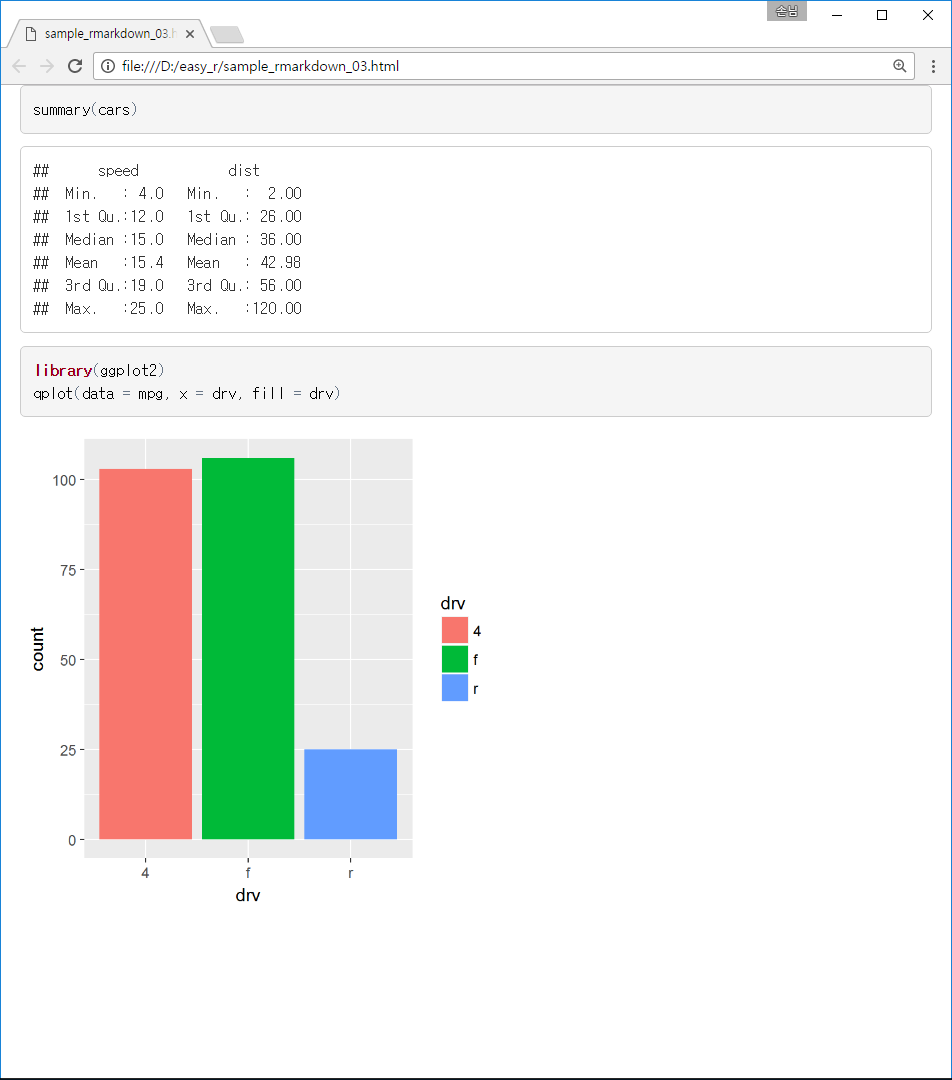 손님
sample_rmarkdown_03.h
file:///D:/easy_r/sample_rmarkdown_03.html
summary(cars)
##      speed           dist
##  Min.   : 4.0   Min.   :  2.00
##  1st Qu.:12.0   1st Qu.: 26.00
##  Median :15.0   Median : 36.00
##  Mean   :15.4   Mean   : 42.98
##  3rd Qu.:19.0   3rd Qu.: 56.00
##  Max.   :25.0   Max.   :120.00
library(ggplot2)
qplot(data = mpg, x = drv, fill = drv)
100
75
50
25
0
count
4 f r
drv
drv
4
f
r